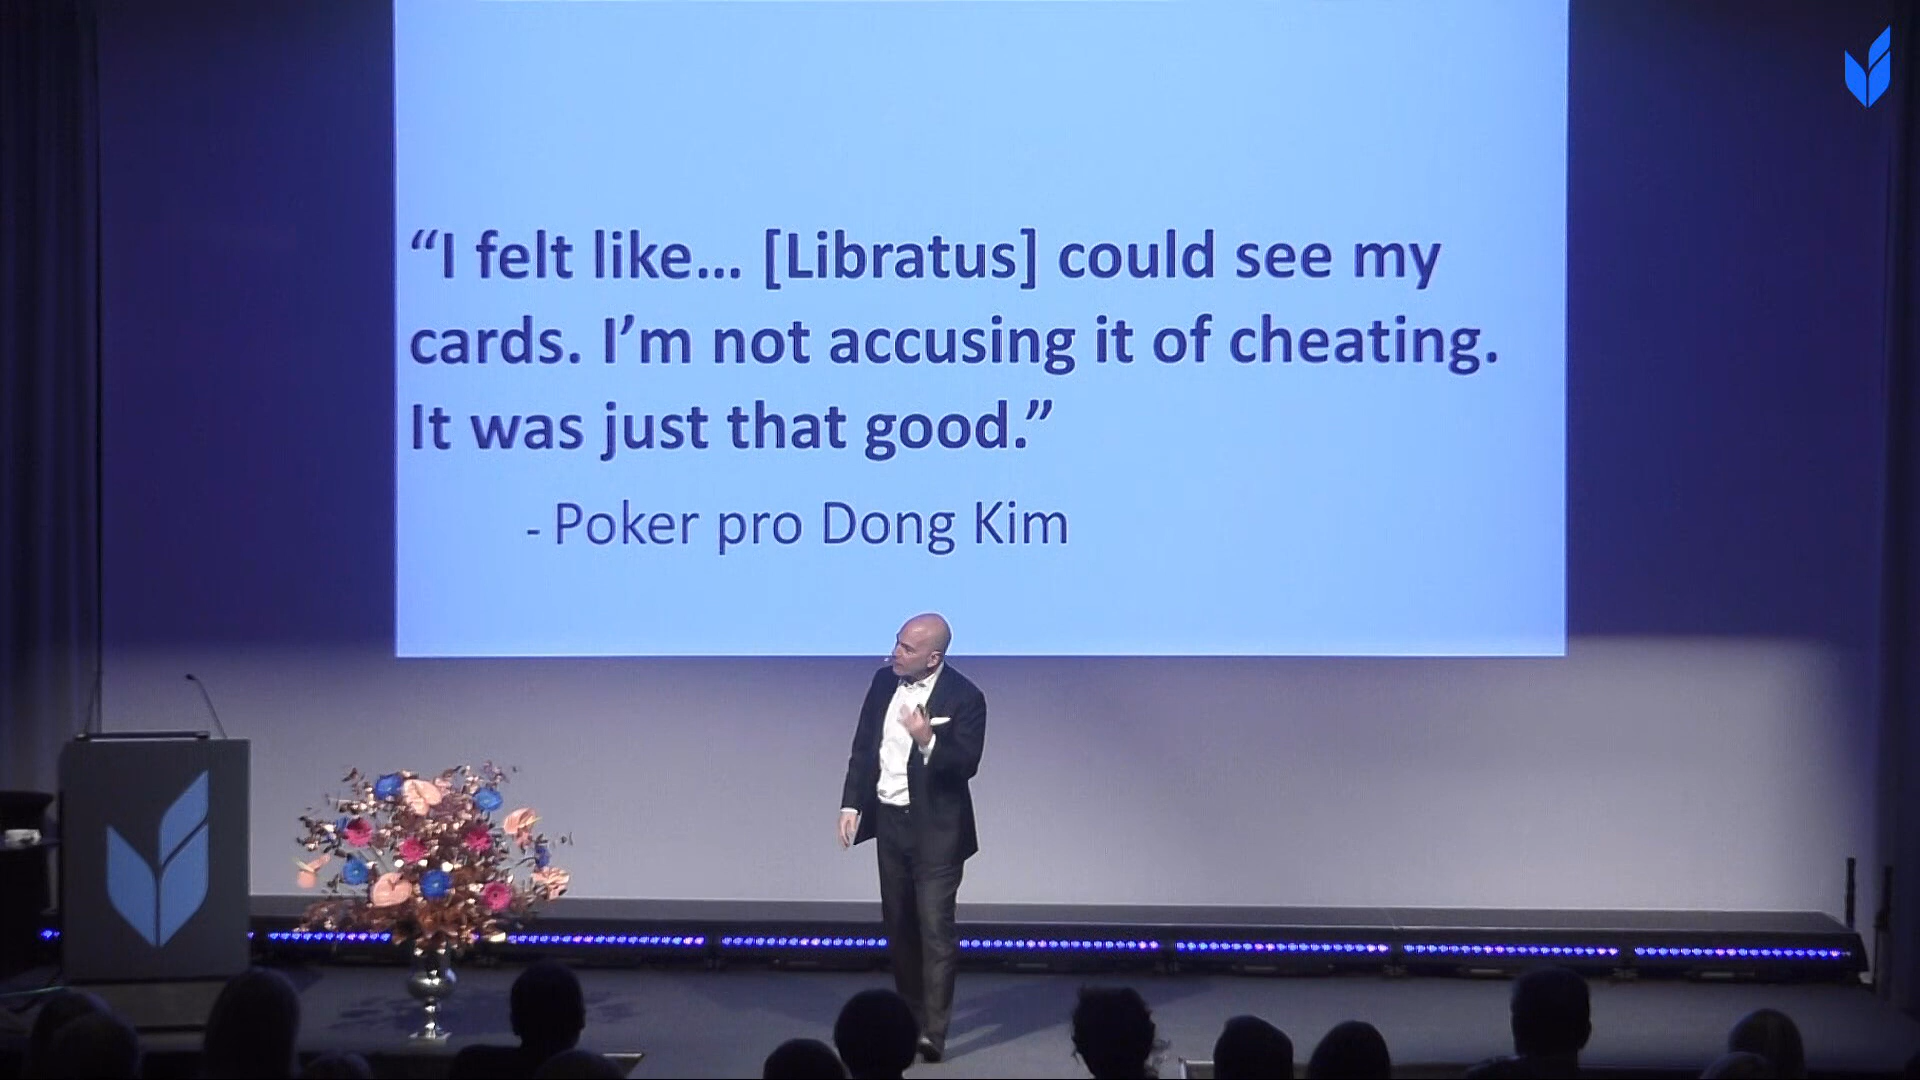 “I felt like... [Libratus] could see my
cards. I’m not accusing it of cheating.
It was just that good.”
- Poker pro Dong Kim